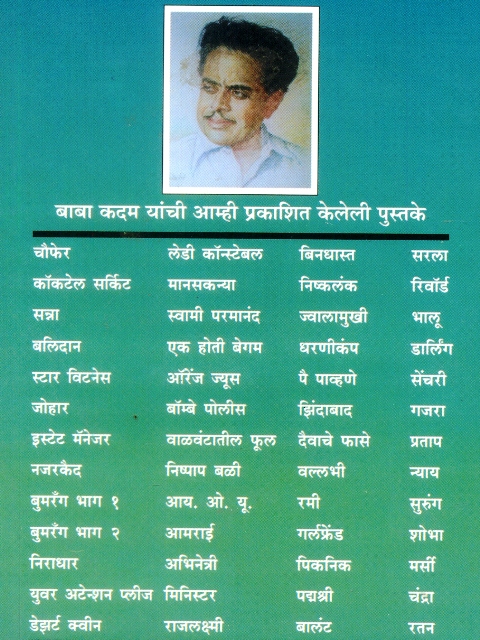 बाबा कदम यांची आम्ही प्रकाशित केलेली पुस्तके
चौफेर लेडी कॉन्स्टेबल बिनधास्त सरला
कॉकटेल सर्किट मानसकन्या निष्कलंक रिवॉर्ड
सन्ना स्वामी परमानंद ज्वालामुखी भालू
बलिदान एक होती बेगम धरणीकंप डार्लिंग
स्टार विटनेस ऑरेंज ज्यूस पै पाव्हणे सेंचरी
जोहार बॉम्बे पोलीस झिंदाबाद गजरा
इस्टेट मॅनेजर वाळवंटातील फूल दैवाचे फासे प्रताप
नजरकैद निष्पाप बळी वल्लभी न्याय
बुमरँग भाग १ आय. ओ. यू. रमी सुरुंग
बुमरँग भाग २ आमराई गर्लफ्रेंड शोभा
निराधार अभिनेत्री पिकनिक मर्सी
युवर अटेन्शन प्लीज मिनिस्टर पद्मश्री चंद्रा
डेझर्ट क्वीन राजलक्ष्मी बालंट रतन